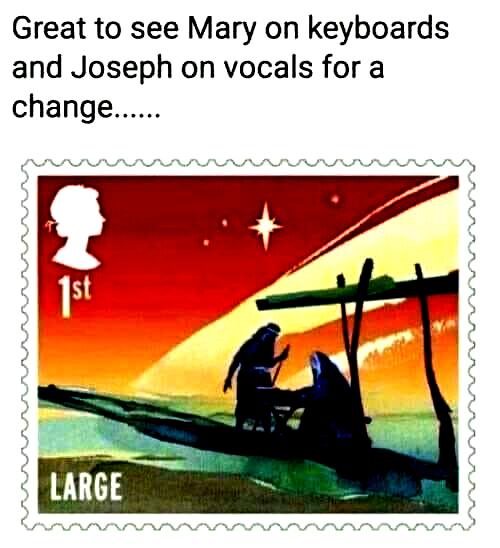 Great to see Mary on keyboards
and Joseph on vocals for a
change......
1st
LARGE